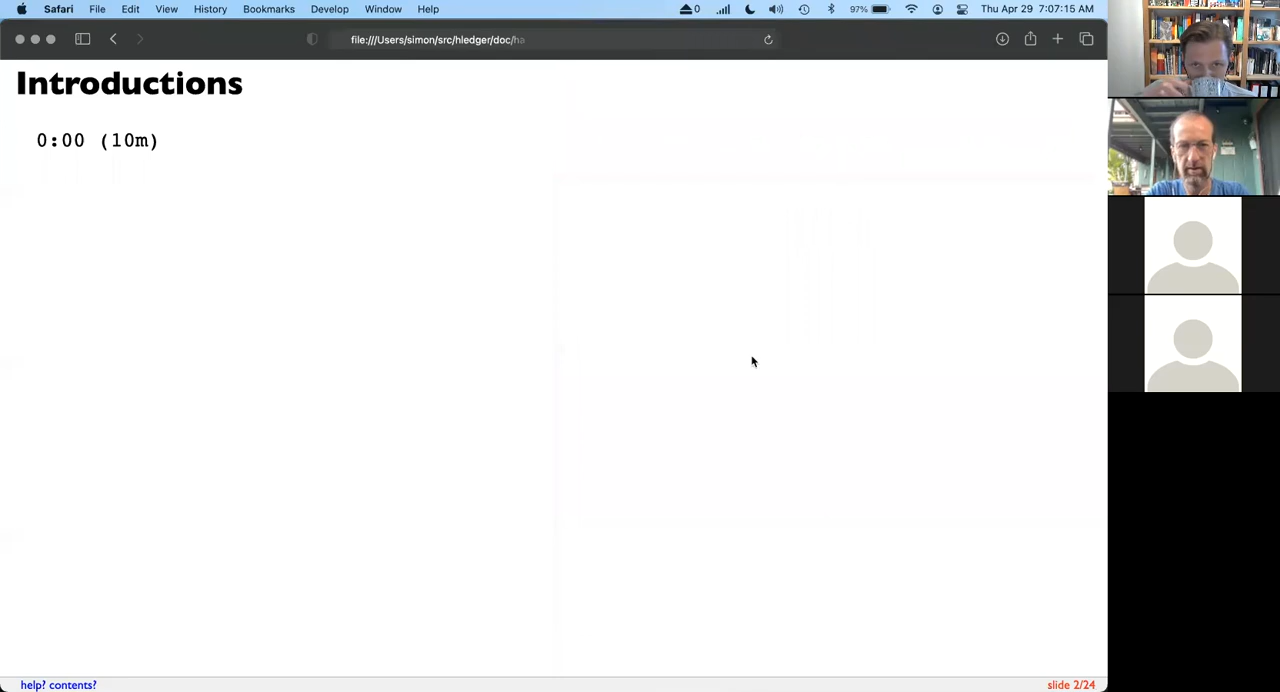 Safari File Edit View History Bookmarks Develop Window Help 0 97% Thu Apr 29 7:07:15 AM
file:///Users/simon/src/hledger/doc/ha
Introductions
0:00 (10m)
help? contents? slide 2/24